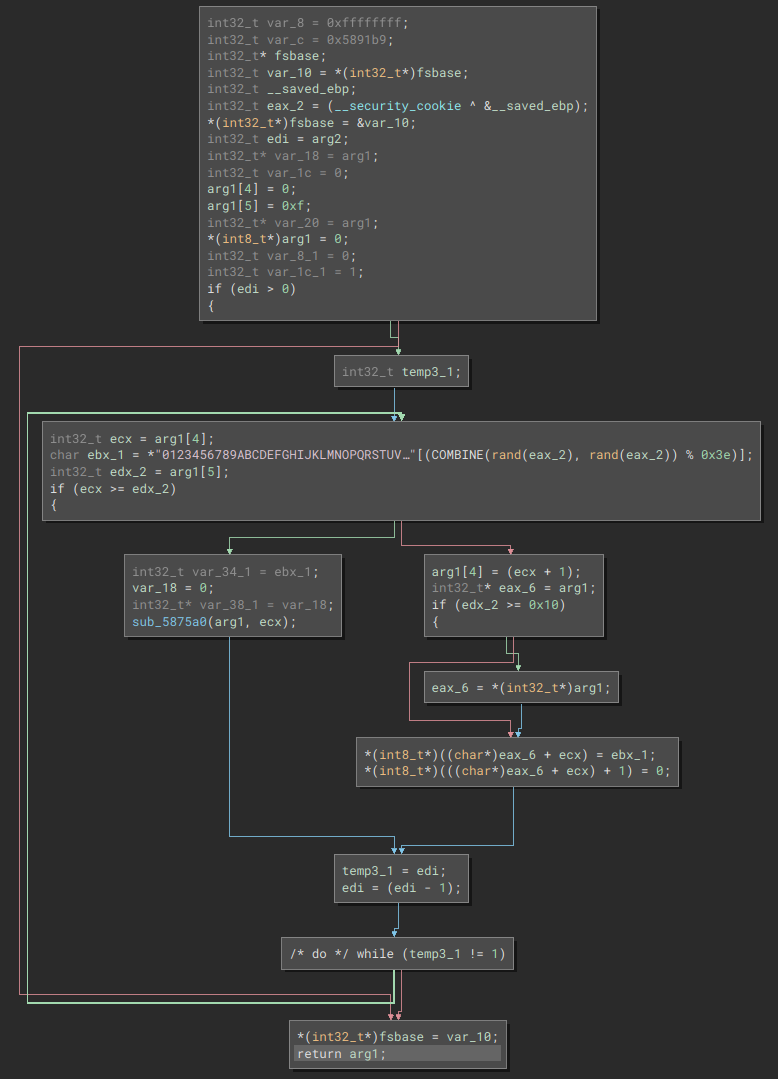 int32_t var_8 = 0xffffffff;
int32_t var_c = 0x5891b9;
int32_t* fsbase;
int32_t var_10 = *(int32_t*)fsbase;
int32_t __saved_ebp;
int32_t eax_2 = (__security_cookie ^ &__saved_ebp);
*(int32_t*)fsbase = &var_10;
int32_t edi = arg2;
int32_t* var_18 = arg1;
int32_t var_1c = 0;
arg1[4] = 0;
arg1[5] = 0xf;
int32_t* var_20 = arg1;
*(int8_t*)arg1 = 0;
int32_t var_8_1 = 0;
int32_t var_1c_1 = 1;
if (edi > 0)
{
int32_t temp3_1;
int32_t ecx = arg1[4];
char ebx_1 = *"0123456789ABCDEFGHIJKLMNOPQRSTUV…"[(COMBINE(rand(eax_2), rand(eax_2)) % 0x3e)];
int32_t edx_2 = arg1[5];
if (ecx >= edx_2)
{
int32_t var_34_1 = ebx_1;
var_18 = 0;
int32_t* var_38_1 = var_18;
sub_5875a0(arg1, ecx);
arg1[4] = (ecx + 1);
int32_t* eax_6 = arg1;
if (edx_2 >= 0x10)
{
eax_6 = *(int32_t*)arg1;
*(int8_t*)((char*)eax_6 + ecx) = ebx_1;
*(int8_t*)(((char*)eax_6 + ecx) + 1) = 0;
temp3_1 = edi;
edi = (edi - 1);
/* do */ while (temp3_1 != 1)
*(int32_t*)fsbase = var_10;
return arg1;